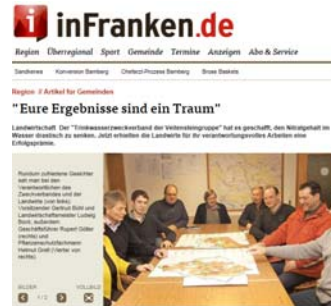 inFranken.de
Region Überregional Sport Gemeinde Termine Anzeigen Abo & Service
Sandkerwa Konversion Bamberg Chefarzt-Prozess Bamberg Brose Baskets
Region // Artikel für Gemeinden
"Eure Ergebnisse sind ein Traum"
Landwirtschaft Der "Trinkwasserzweckverband der Veitensteingruppe" hat es geschafft, den Nitratgehalt im
Wasser drastisch zu senken. Jetzt erhielten die Landwirte für ihr verantwortungsvolles Arbeiten eine
Erfolgsprämie.
Rundum zufriedene Gesichter
sah man bei den
Verantwortlichen des
Zweckverbandes und der
Landwirte (von links)
Vorsitzender Gertrud Bühl und
Landwirtschaftsmeister Ludwig
Bock, außerdem
Geschäftsführer Rupert Göller
(rechts) und
Pflanzenschutzfachmann
Helmut Greß (Vierter von
rechts)
BILDER VOLLBILD
1/2